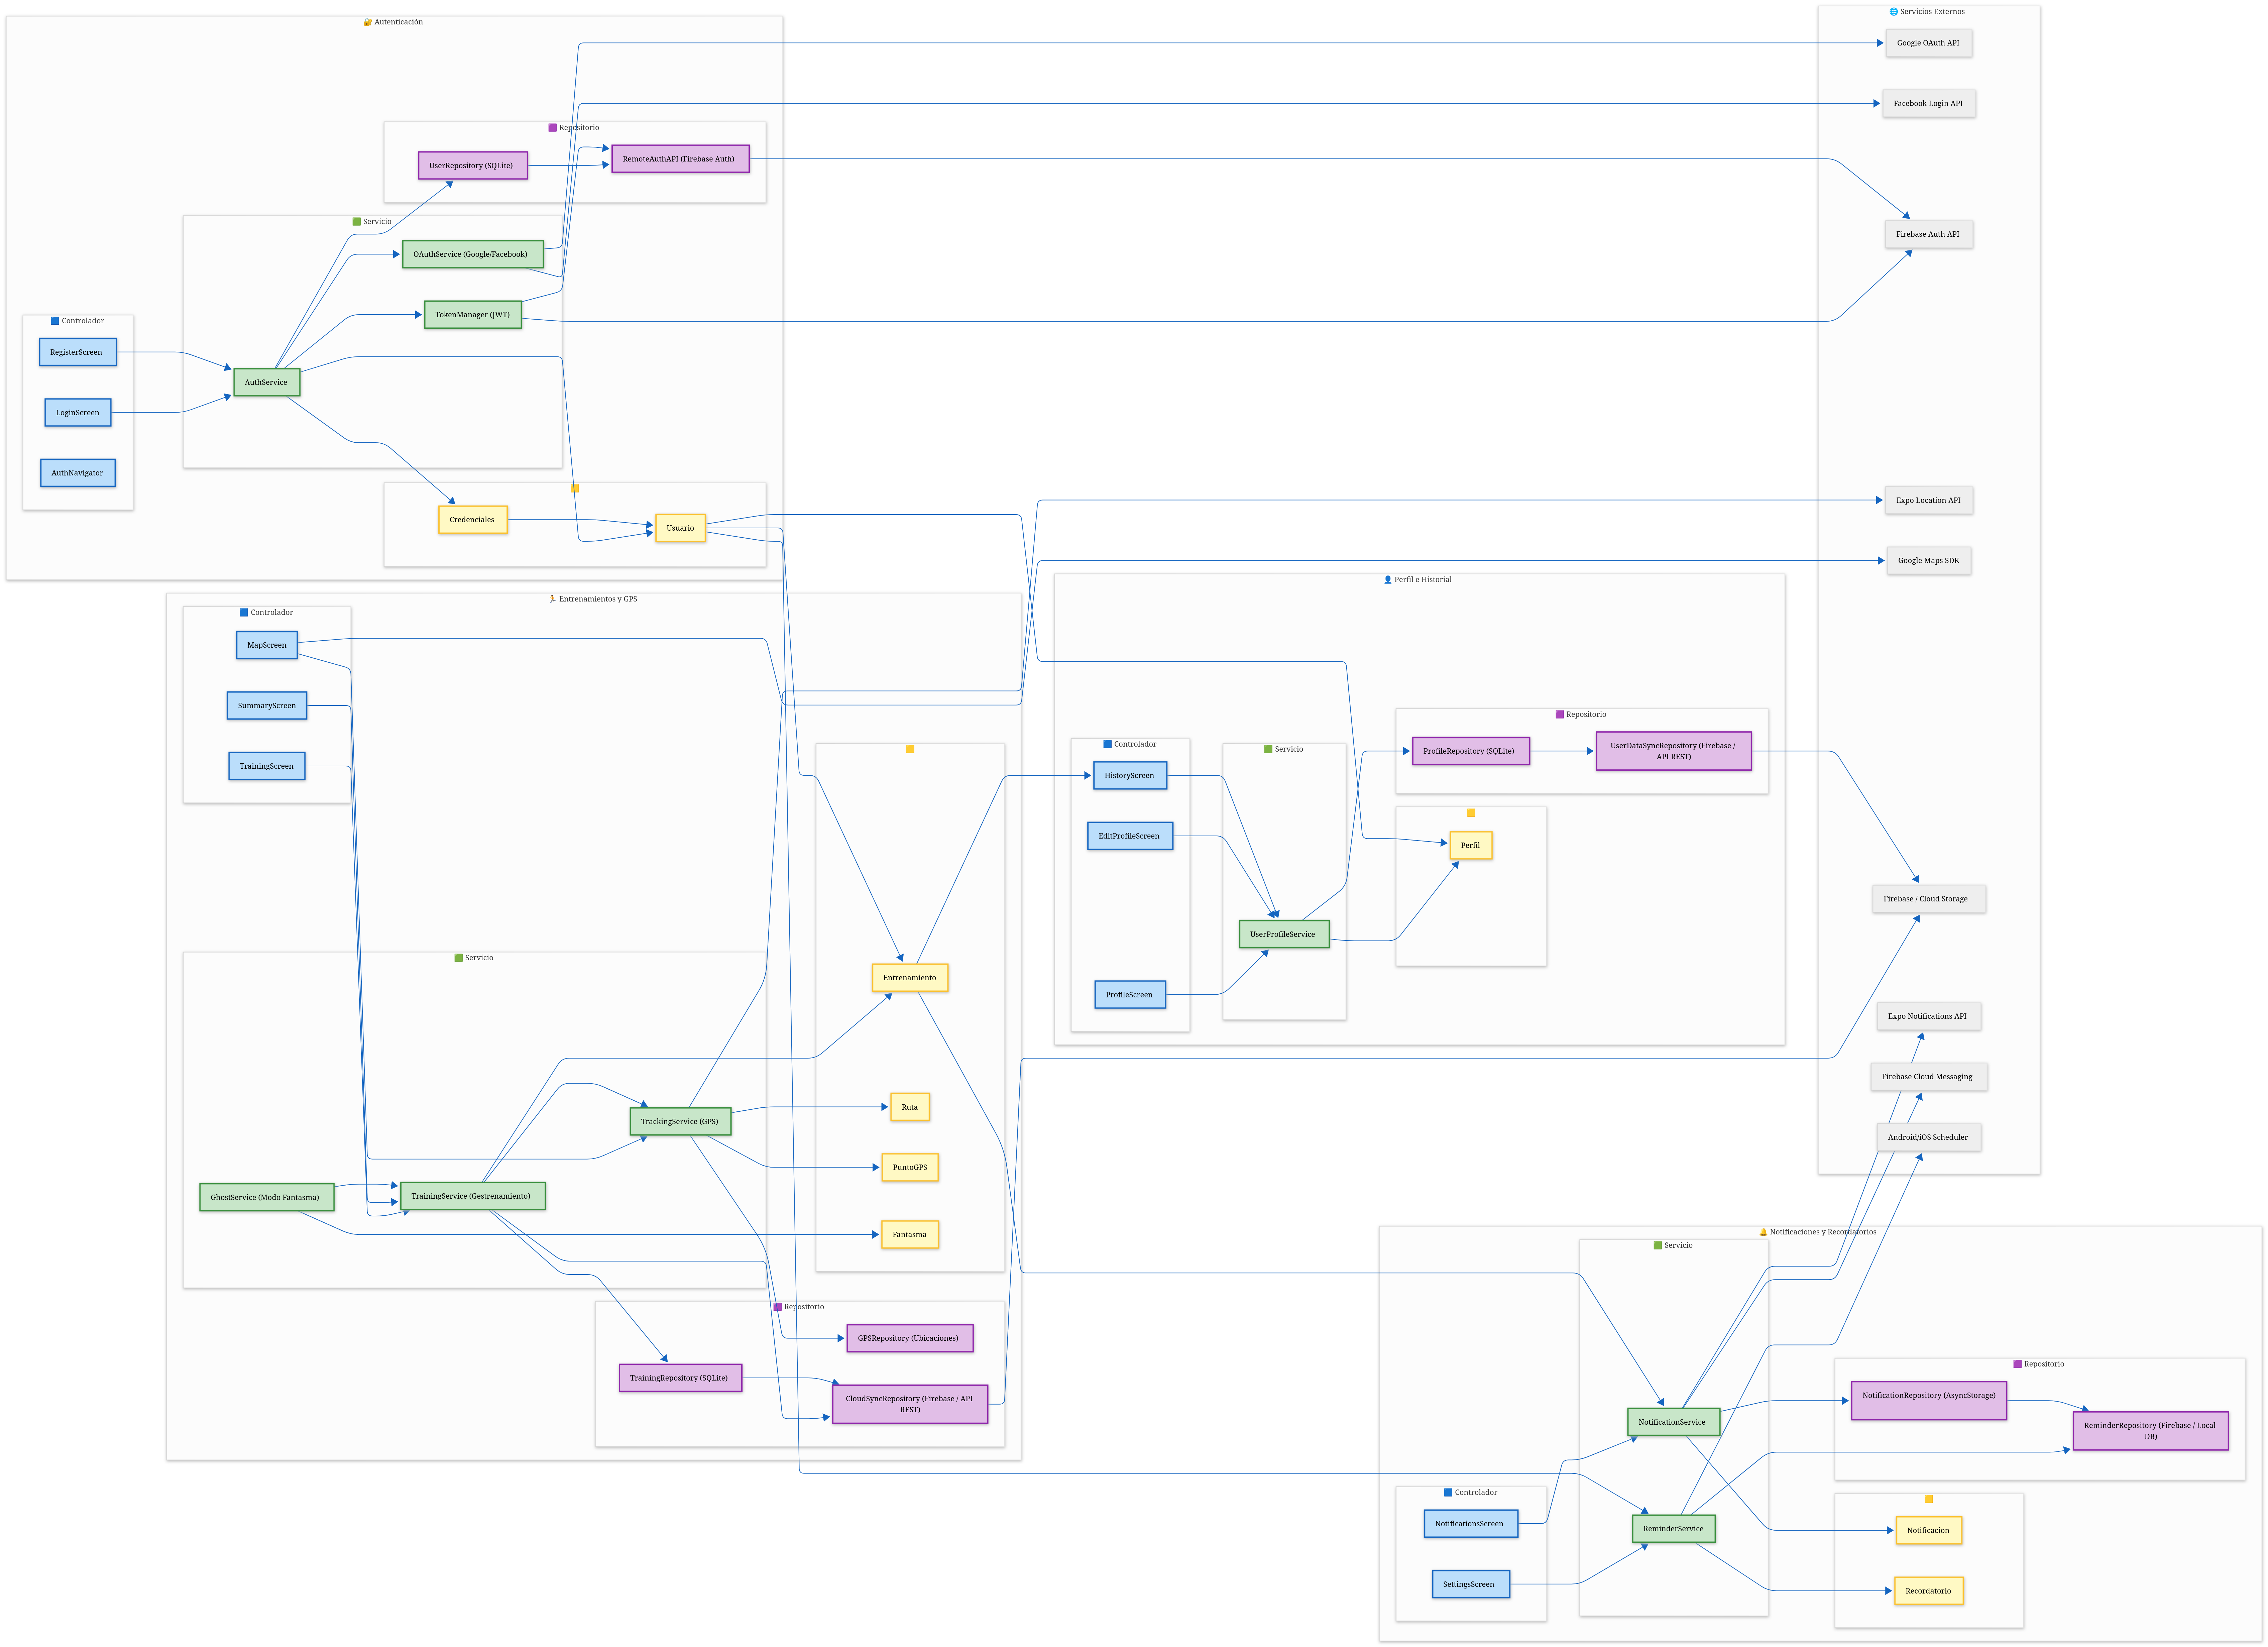 🔐 Autenticación
🟪 Repositorio
UserRepository (SQLite)
RemoteAuthAPI (Firebase Auth)
🟩 Servicio
OAuthService (Google/Facebook)
TokenManager (JWT)
AuthService
🟦 Controlador
RegisterScreen
LoginScreen
AuthNavigator
🟨
Credenciales
Usuario
🌐 Servicios Externos
Google OAuth API
Facebook Login API
Firebase Auth API
Expo Location API
Google Maps SDK
Firebase / Cloud Storage
Expo Notifications API
Firebase Cloud Messaging
Android/iOS Scheduler
🏃 Entrenamientos y GPS
🟦 Controlador
MapScreen
SummaryScreen
TrainingScreen
🟩 Servicio
TrackingService (GPS)
GhostService (Modo Fantasma)
TrainingService (Gestrenamiento)
🟨
Entrenamiento
Ruta
PuntoGPS
Fantasma
🟪 Repositorio
GPSRepository (Ubicaciones)
TrainingRepository (SQLite)
CloudSyncRepository (Firebase / API
REST)
👤 Perfil e Historial
🟦 Controlador
HistoryScreen
EditProfileScreen
ProfileScreen
🟩 Servicio
UserProfileService
🟪 Repositorio
ProfileRepository (SQLite)
UserDataSyncRepository (Firebase /
API REST)
🟨
Perfil
🔔 Notificaciones y Recordatorios
🟩 Servicio
NotificationService
ReminderService
🟦 Controlador
NotificationsScreen
SettingsScreen
🟪 Repositorio
NotificationRepository (AsyncStorage)
ReminderRepository (Firebase / Local
DB)
🟨
Notificacion
Recordatorio